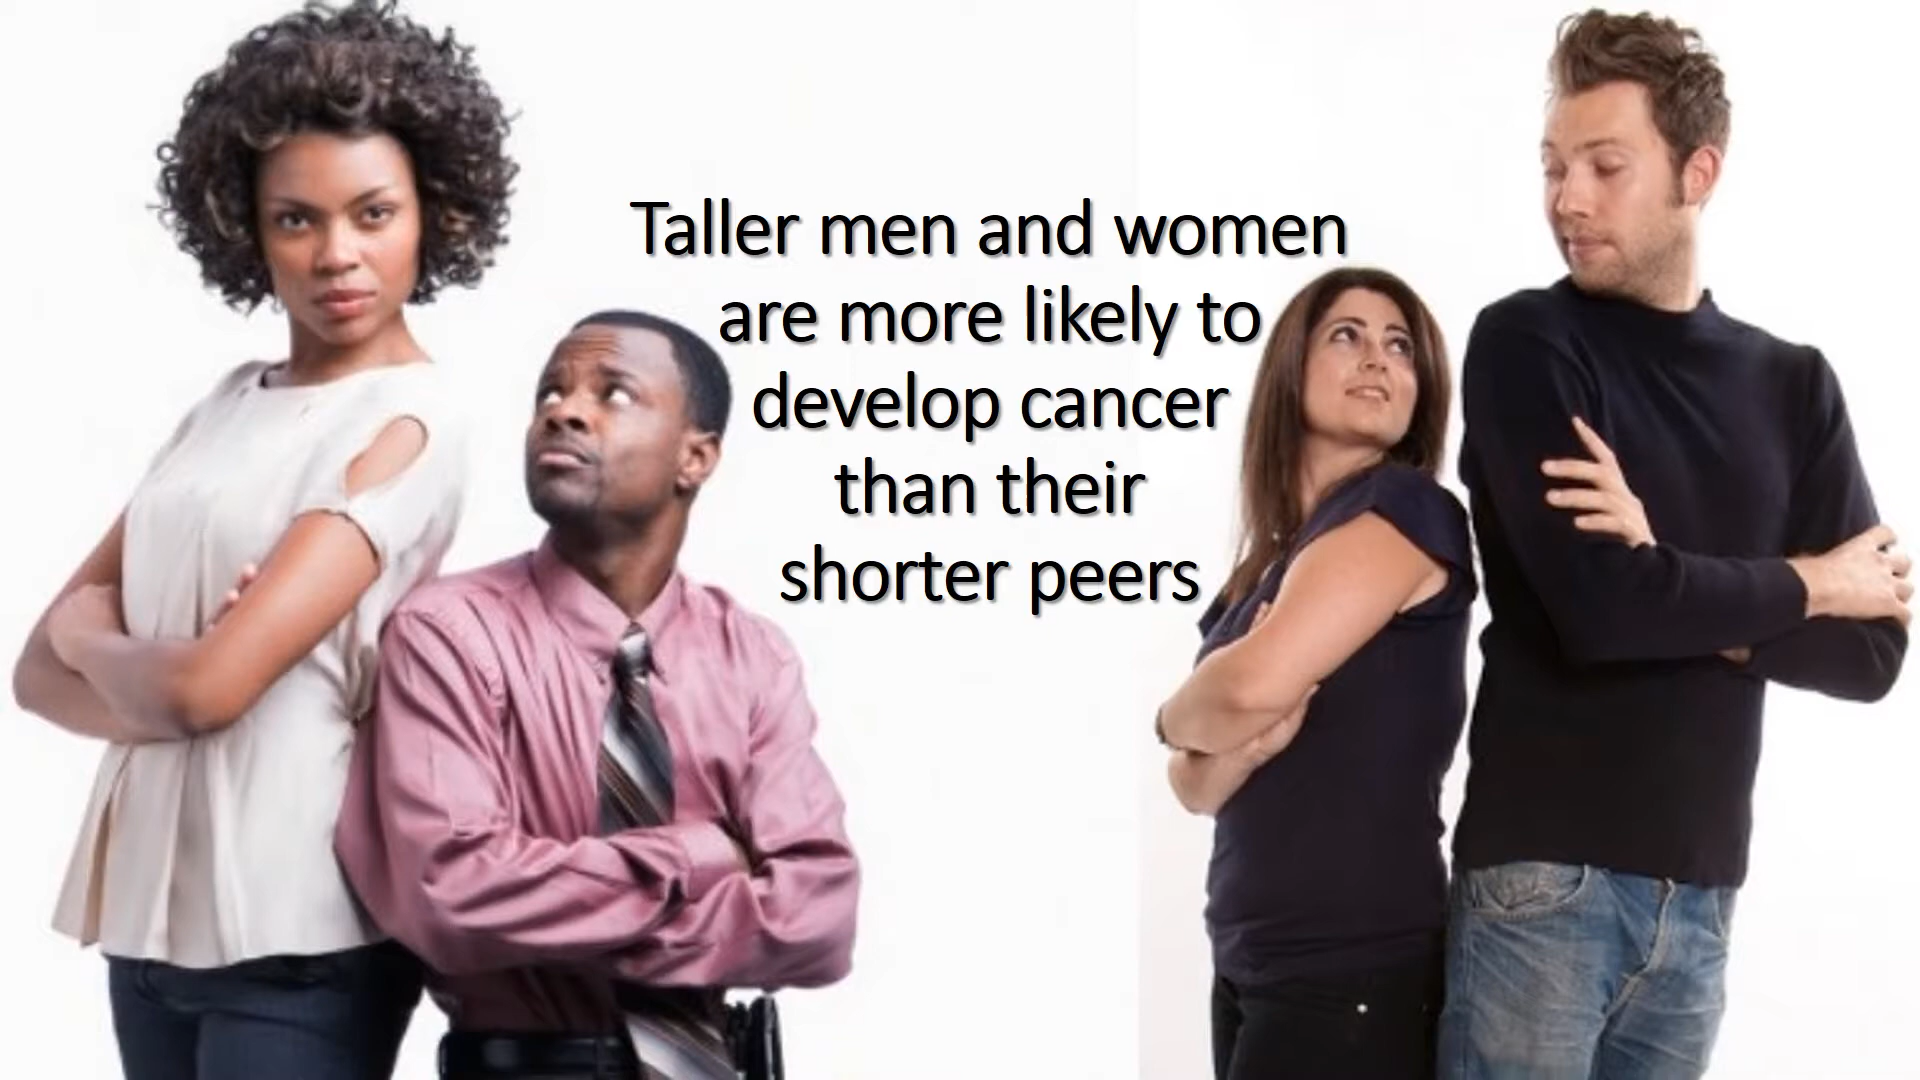 Taller men and women
are more likely to
develop cancer
than their
shorter peers